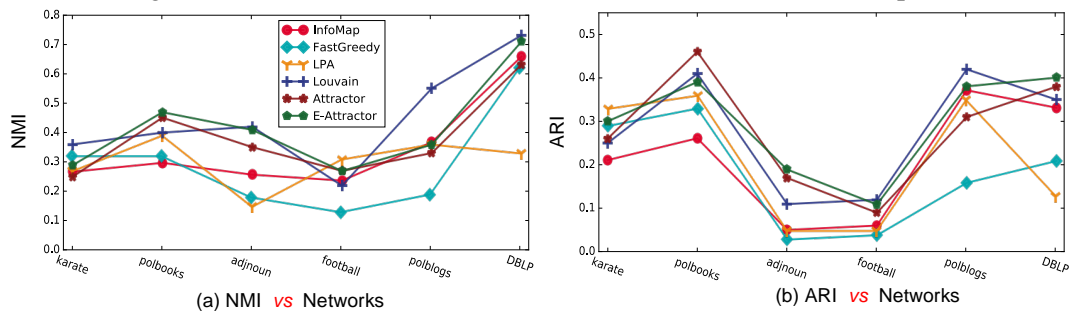 0.8
0.7
0.6
0.5
0.4
0.3
0.2
0.1
0.0
NMI
InfoMap
FastGreedy
LPA
Louvain
Attractor
E-Attractor
karate
polbooks
adjnoun
football
polblogs
DBLP
(a) NMI vs Networks
0.5
0.4
0.3
0.2
0.1
0.0
ARI
karate
polbooks
adjnoun
football
polblogs
DBLP
(b) ARI vs Networks